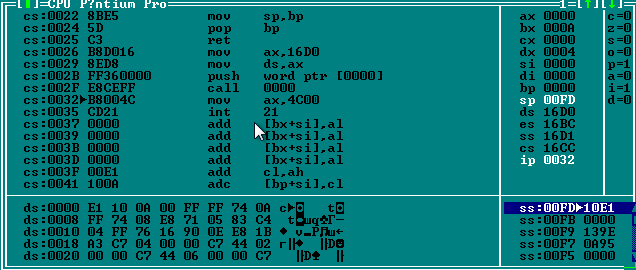 CPU P?ntium Pro 1
cs:0022 8BE5 mov sp,bp
cs:0024 5D pop bp
cs:0025 C3 ret
cs:0026 B8D016 mov ax,16D0
cs:0029 8ED8 mov ds,ax
cs:002B FF360000 push word ptr [0000]
cs:002F E8CEFF call 0000
cs:0032►B8004C mov ax,4C00
cs:0035 CD21 int 21
cs:0037 0000 add [bx+si],al
cs:0039 0000 add [bx+si],al
cs:003B 0000 add [bx+si],al
cs:003D 0000 add [bx+si],al
cs:003F 00E1 add cl,ah
cs:0041 100A adc [bp+si],cl
ax 0000 c=0
bx 000A z=0
cx 0000 s=0
dx 0004 o=0
si 0000 p=1
di 0000 a=0
bp 0000 i=1
sp 00FD d=0
ds 16D0
es 16BC
ss 16D1
cs 16CC
ip 0032
ds:0000 E1 10 0A 00 FF FF 74 0A
ds:0008 FF 74 08 E8 71 05 83 C4
ds:0010 04 FF 76 16 90 0E E8 1B
ds:0018 A3 C7 04 00 00 C7 44 02
ds:0020 00 00 C7 44 06 00 00 C7
ss:00FD►10E1
ss:00FB 0000
ss:00F9 139E
ss:00F7 0A95
ss:00F5 0000